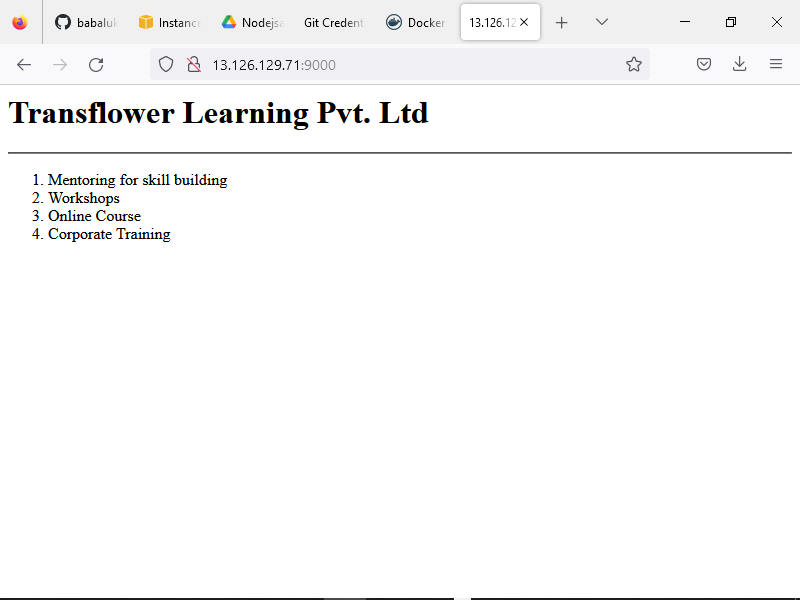 babaluk
Instance
Nodejsa
Git Credent
Docker
13.126.12
13.126.129.71:9000
Transflower Learning Pvt. Ltd
1. Mentoring for skill building
2. Workshops
3. Online Course
4. Corporate Training